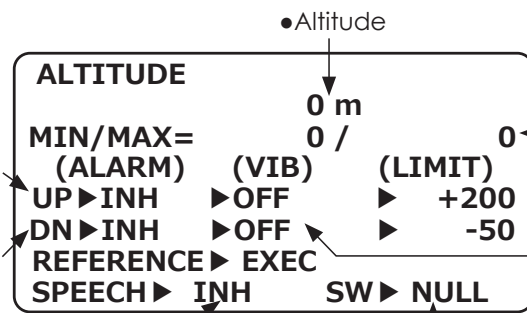 ●Altitude
ALTITUDE
0 m
MIN/MAX= 0 / 0
(ALARM) (VIB) (LIMIT)
UP▶INH ▶OFF ▶ +200
DN▶INH ▶OFF ▶ -50
REFERENCE▶ EXEC
SPEECH▶ INH SW▶ NULL